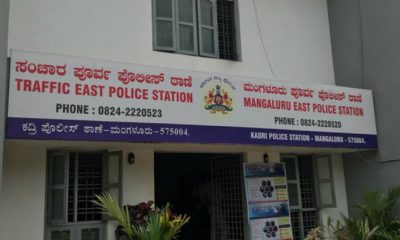 ಸಂಚಾರ ಪೂರ್ವ ಪೊಲೀಸ್ ಠಾಣೆ
TRAFFIC EAST POLICE STATION
PHONE : 0824-2220523
ಕದ್ರಿ ಪೊಲೀಸ್ ಠಾಣೆ-ಮಂಗಳೂರು-575004.
ಮಂಗಳೂರು ಪೂರ್ವ ಪೊಲೀಸ್ ಠಾಣೆ
MANGALURU EAST POLICE STATION
PHONE : 0824-2220520
KADRI POLICE STATION - MANGALURU - 575004.